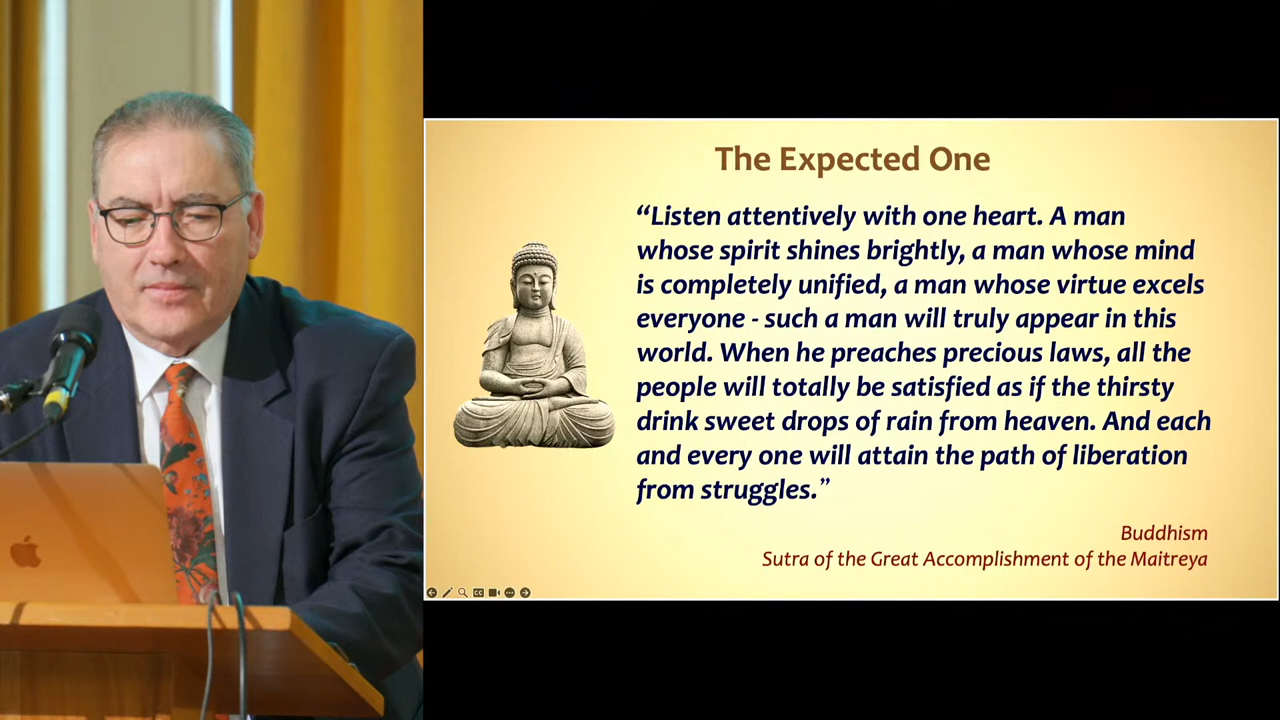 The Expected One
“Listen attentively with one heart. A man
whose spirit shines brightly, a man whose mind
is completely unified, a man whose virtue excels
everyone - such a man will truly appear in this
world. When he preaches precious laws, all the
people will totally be satisfied as if the thirsty
drink sweet drops of rain from heaven. And each
and every one will attain the path of liberation
from struggles.”
Buddhism
Sutra of the Great Accomplishment of the Maitreya